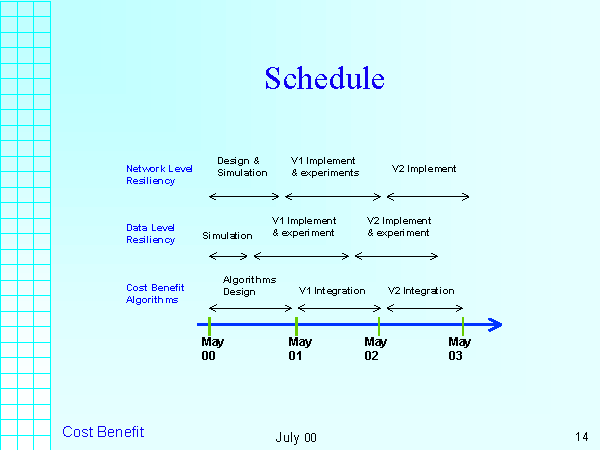 Schedule
Network Level
Resiliency
Design &
Simulation
V1 Implement
& experiments
V2 Implement
Data Level
Resiliency
Simulation
V1 Implement
& experiment
V2 Implement
& experiment
Cost Benefit
Algorithms
Algorithms
Design
V1 Integration
V2 Integration
May
00
May
01
May
02
May
03
Cost Benefit
July 00
14